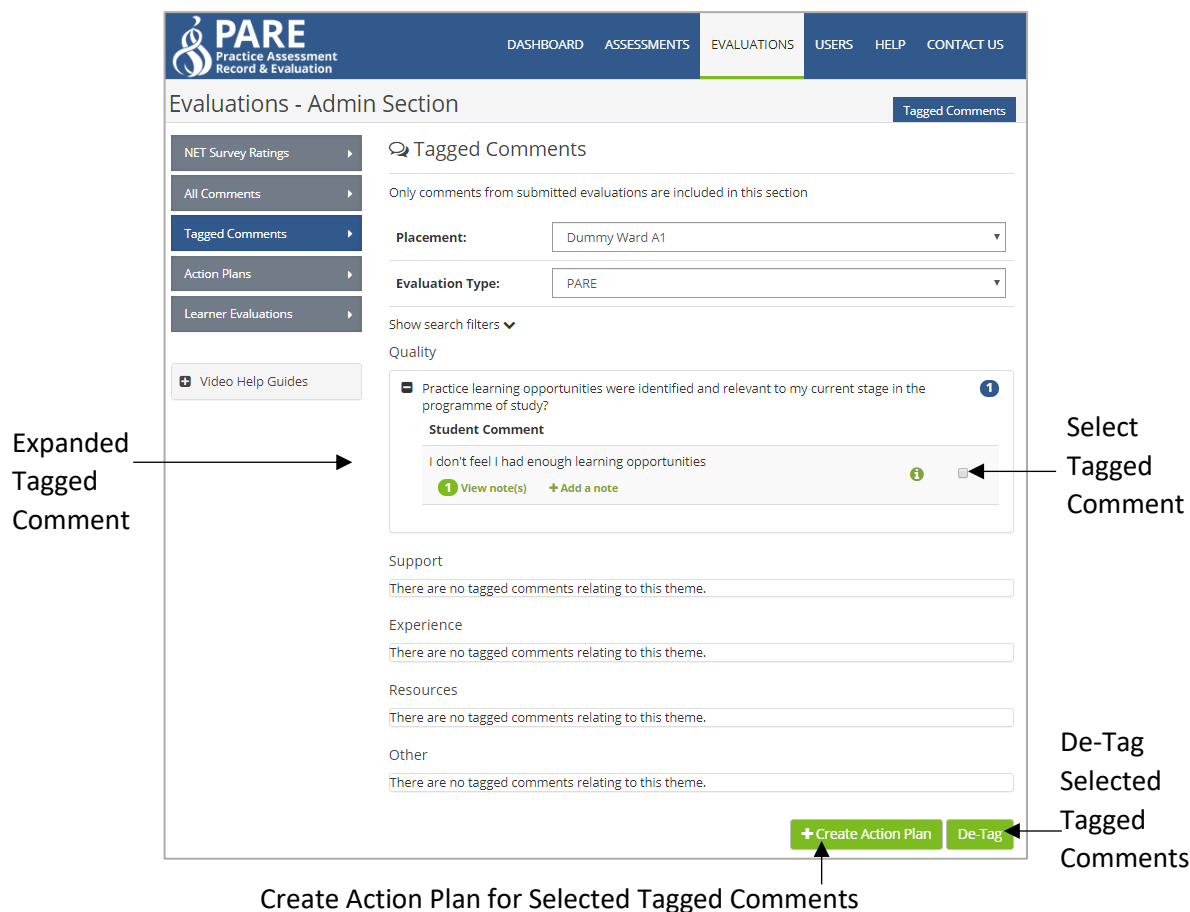 PARE
Practice Assessment
Record & Evaluation
DASHBOARD ASSESSMENTS EVALUATIONS USERS HELP CONTACT US
Evaluations - Admin Section
Tagged Comments
NET Survey Ratings
All Comments
Tagged Comments
Action Plans
Learner Evaluations
Video Help Guides
Tagged Comments
Only comments from submitted evaluations are included in this section
Placement: Dummy Ward A1
Evaluation Type: PARE
Show search filters
Quality
Practice learning opportunities were identified and relevant to my current stage in the 1
programme of study?
Student Comment
I don't feel I had enough learning opportunities
1 View note(s) + Add a note
Support
There are no tagged comments relating to this theme.
Experience
There are no tagged comments relating to this theme.
Resources
There are no tagged comments relating to this theme.
Other
There are no tagged comments relating to this theme.
+ Create Action Plan De-Tag
Expanded
Tagged
Comment
Select
Tagged
Comment
De-Tag
Selected
Tagged
Comments
Create Action Plan for Selected Tagged Comments